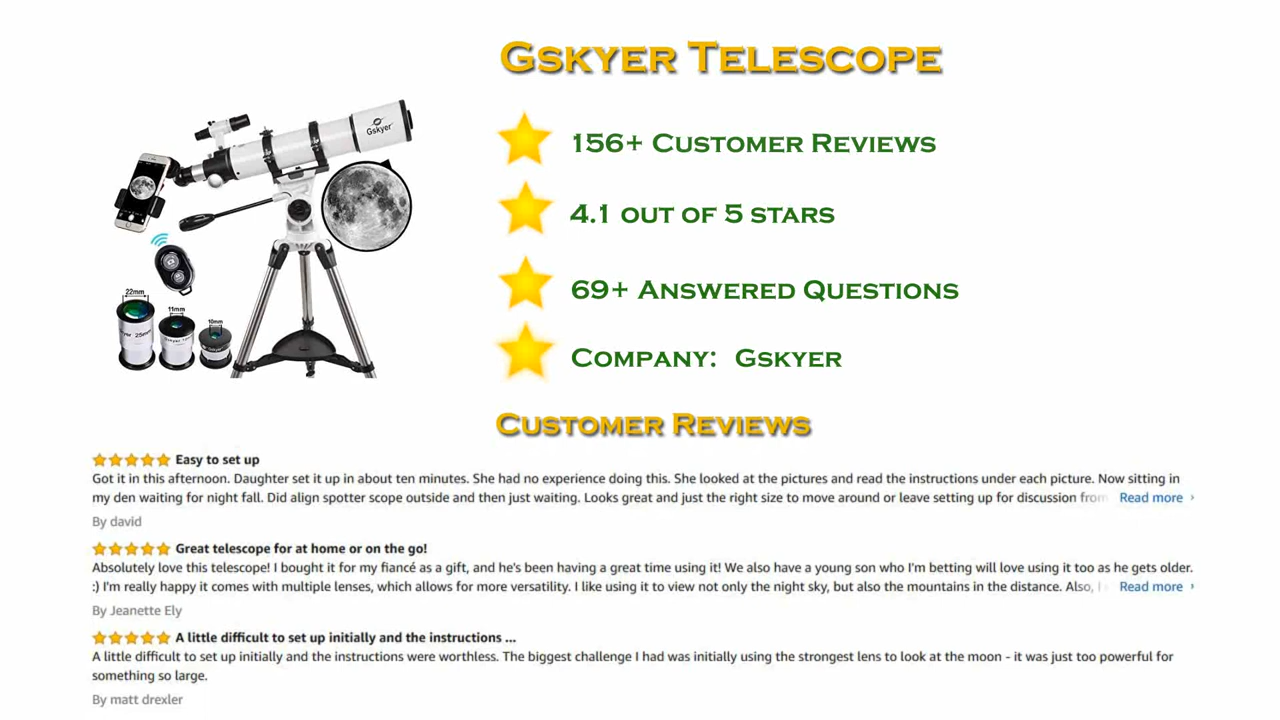 Gskyer Telescope
156+ Customer Reviews
4.1 out of 5 stars
69+ Answered Questions
Company: Gskyer
Gskyer
22mm
11mm
10mm
25mm
Customer Reviews
Easy to set up
Got it in this afternoon. Daughter set it up in about ten minutes. She had no experience doing this. She looked at the pictures and read the instructions under each picture. Now sitting in
my den waiting for night fall. Did align spotter scope outside and then just waiting. Looks great and just the right size to move around or leave setting up for discussion from Read more ›
By david
Great telescope for at home or on the go!
Absolutely love this telescope! I bought it for my fiancé as a gift, and he's been having a great time using it! We also have a young son who I'm betting will love using it too as he gets older.
:) I'm really happy it comes with multiple lenses, which allows for more versatility. I like using it to view not only the night sky, but also the mountains in the distance. Also, Read more ›
By Jeanette Ely
A little difficult to set up initially and the instructions ...
A little difficult to set up initially and the instructions were worthless. The biggest challenge I had was initially using the strongest lens to look at the moon - it was just too powerful for
something so large.
By matt drexler